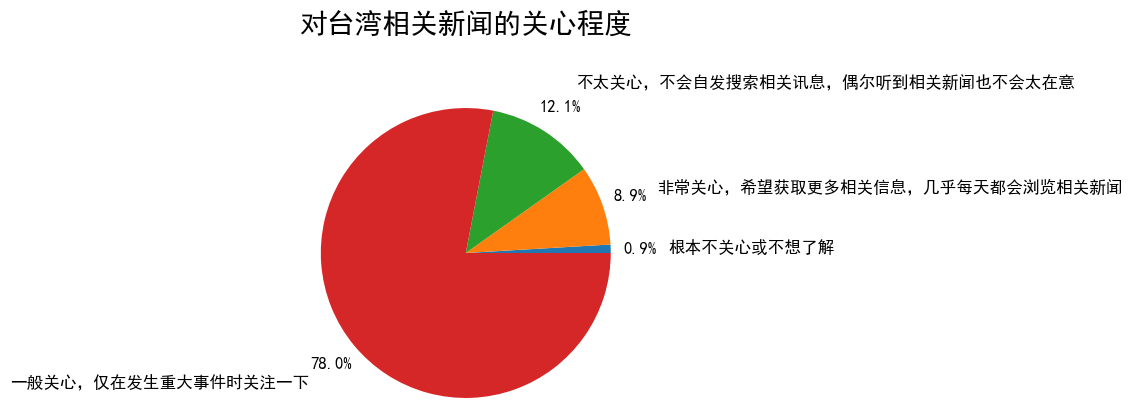 对台湾相关新闻的关心程度
不太关心，不会自发搜索相关讯息，偶尔听到相关新闻也不会太在意
12.1%
8.9% 非常关心，希望获取更多相关信息，几乎每天都会浏览相关新闻
0.9% 根本不关心或不想了解
78.0%
一般关心，仅在发生重大事件时关注一下